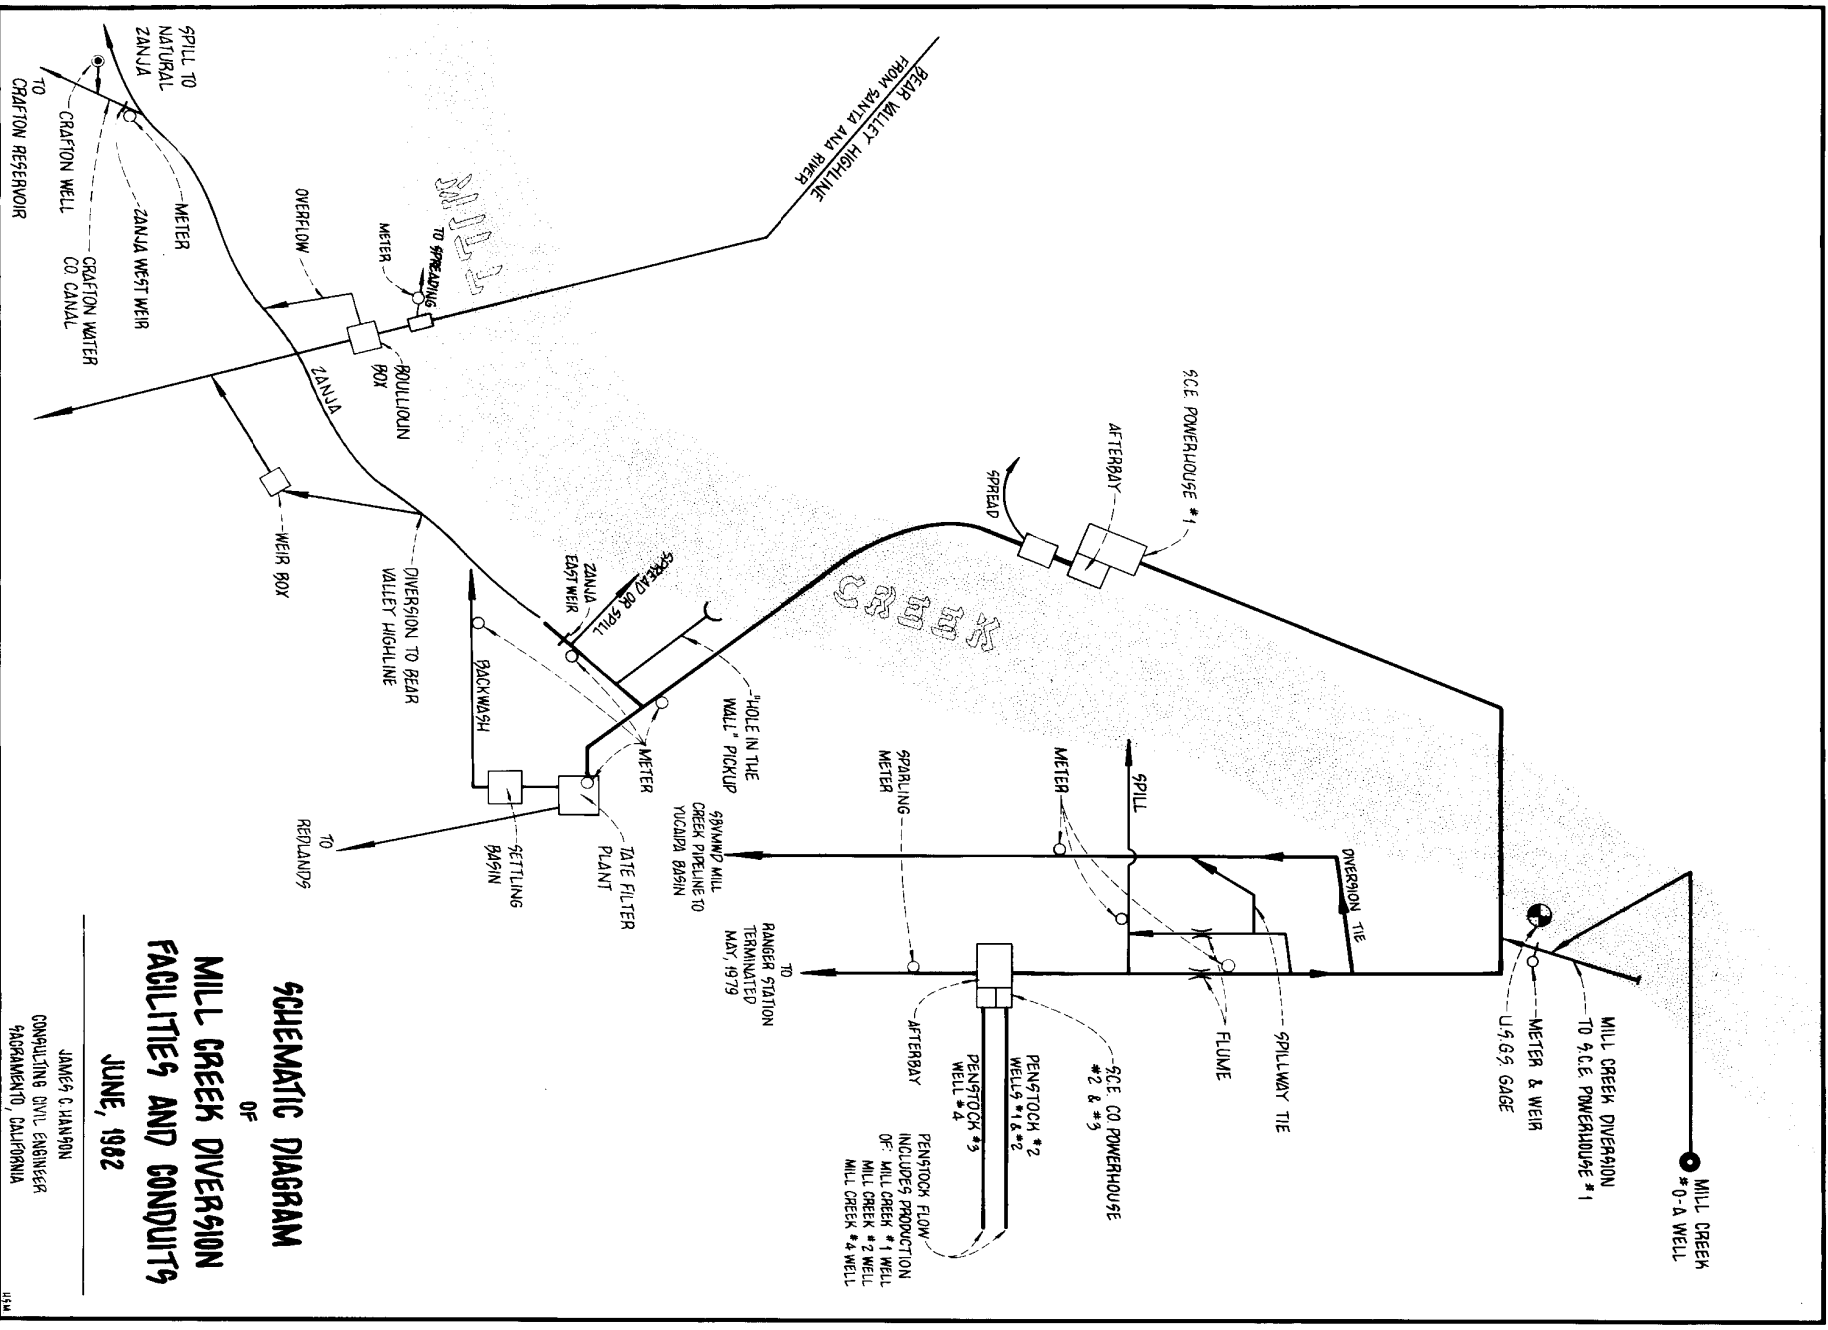 SCHEMATIC DIAGRAM
OF
MILL CREEK DIVERSION
FACILITIES AND CONDUITS
JUNE, 1982
JAMES C. HANSON
CONSULTING CIVIL ENGINEER
SACRAMENTO, CALIFORNIA
HSM
MILL CREEK
#0-A WELL
MILL CREEK DIVERSION
TO S.C.E. POWERHOUSE #1
METER & WEIR
U.S.G.S. GAGE
DIVERSION TIE
SPILLWAY TIE
FLUME
SPILL
METER
S.C.E. CO. POWERHOUSE
#2 & #3
PENSTOCK #2
WELLS #1 & #2
PENSTOCK #3
WELL #4
PENSTOCK FLOW
INCLUDES PRODUCTION
OF: MILL CREEK #1 WELL
MILL CREEK #2 WELL
MILL CREEK #4 WELL
AFTERBAY
SPARLING
METER
TO
RANGER STATION
TERMINATED
MAY, 1979
SBVMWD MILL
CREEK PIPELINE TO
YUCAIPA BASIN
S.C.E. POWERHOUSE #1
AFTERBAY
SPREAD
MILL
CREEK
"HOLE IN THE
WALL" PICKUP
METER
SPREAD OR SPILL
ZANJA
EAST WEIR
TATE FILTER
PLANT
SETTLING
BASIN
BACKWASH
TO
REDLANDS
DIVERSION TO BEAR
VALLEY HIGHLINE
WEIR BOX
ZANJA
BOULLIOUN
BOX
BEAR VALLEY HIGHLINE
FROM SANTA ANA RIVER
TO SPREADING
METER
OVERFLOW
METER
ZANJA WEST WEIR
CRAFTON WATER
CO. CANAL
CRAFTON WELL
TO
CRAFTON RESERVOIR
SPILL TO
NATURAL
ZANJA